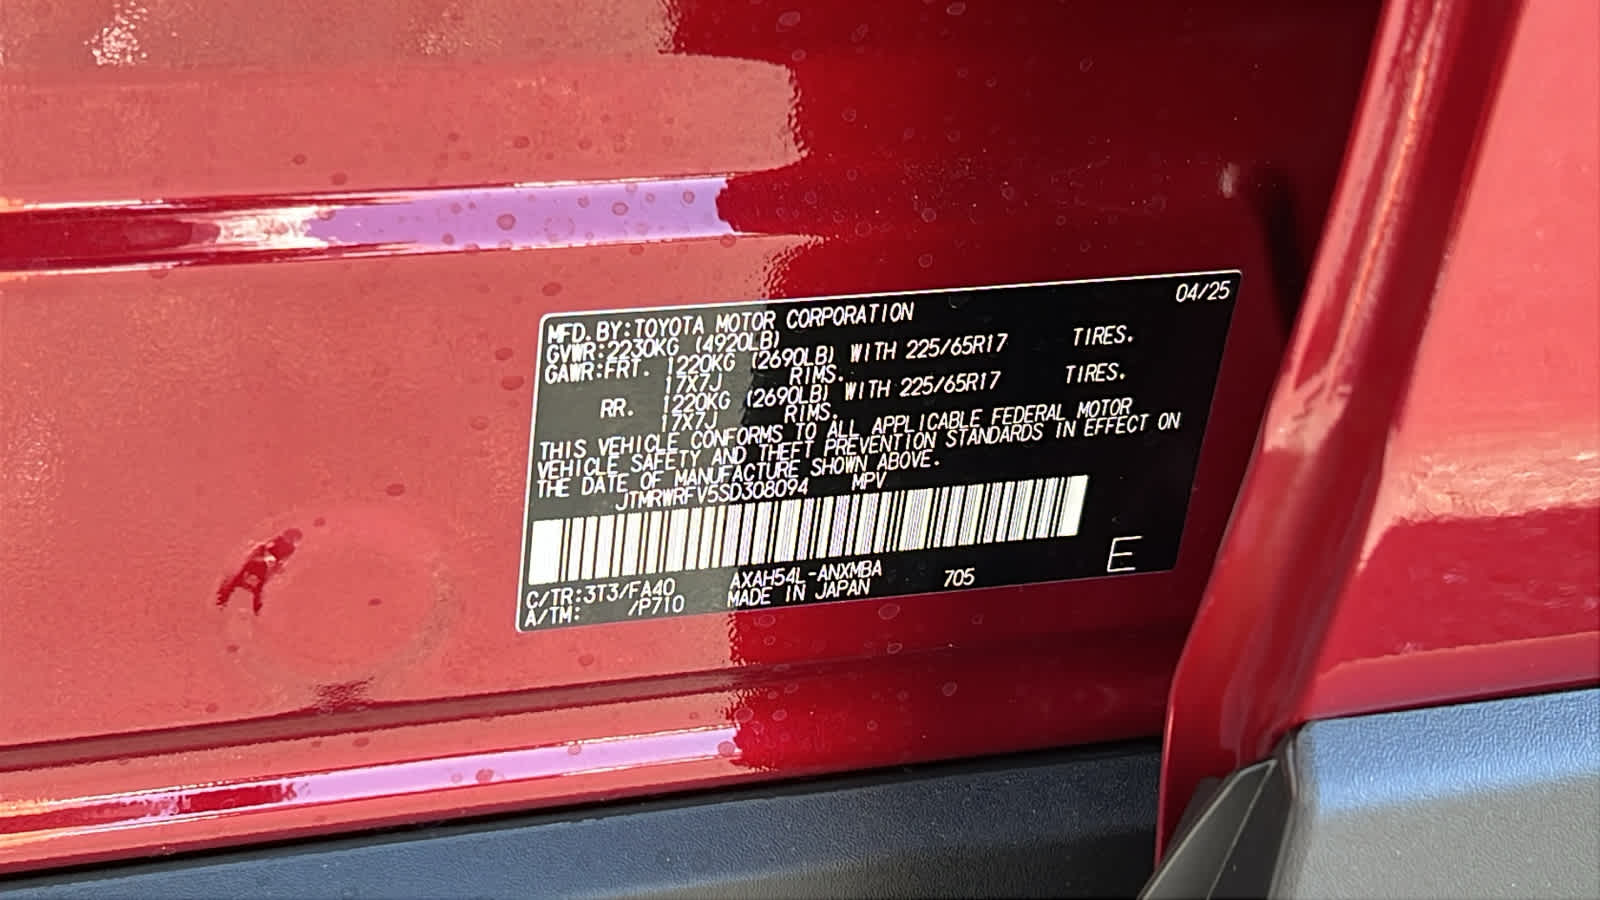 04/25
MFD. BY: TOYOTA MOTOR CORPORATION
GVWR: 2230KG (4920LB)
GAWR: FRT. 1220KG (2690LB) WITH 225/65R17 TIRES.
17X7J RIMS.
RR. 1220KG (2690LB) WITH 225/65R17 TIRES.
17X7J RIMS.
THIS VEHICLE CONFORMS TO ALL APPLICABLE FEDERAL MOTOR
VEHICLE SAFETY AND THEFT PREVENTION STANDARDS IN EFFECT ON
THE DATE OF MANUFACTURE SHOWN ABOVE.
JTMRWRFV5SD308094 MPV
C/TR: 3T3/FA40 AXAH54L-ANXMBA 705 E
A/TM: /P710 MADE IN JAPAN